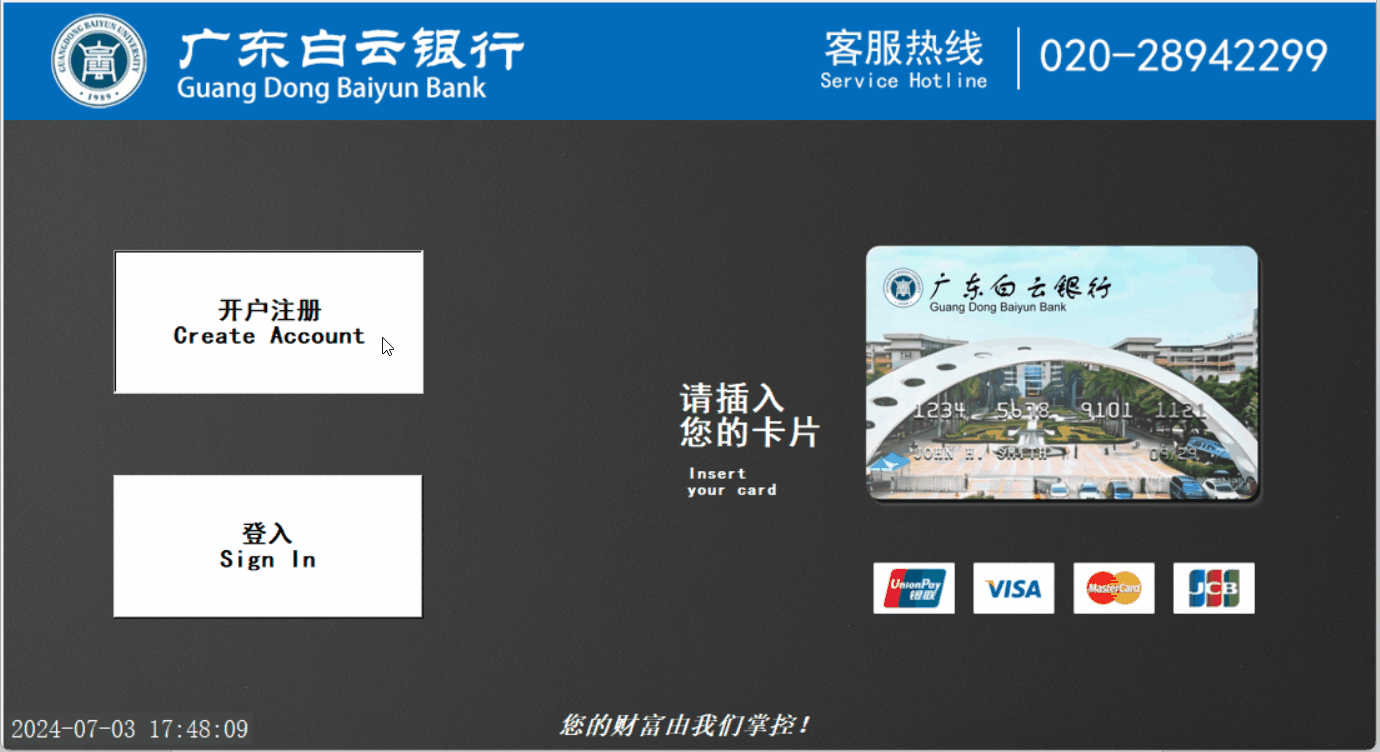 GUANGDONG BAIYUN UNIVERSITY
1989
广东白云银行
Guang Dong Baiyun Bank
客服热线
Service Hotline
020-28942299
开户注册
Create Account
登入
Sign In
请插入
您的卡片
Insert
your card
广东白云银行
Guang Dong Baiyun Bank
1234 5678 9101 1121
JOHN H. SMITH
09/29
UnionPay
银联
VISA
MasterCard
JCB
2024-07-03 17:48:09
您的财富由我们掌控!